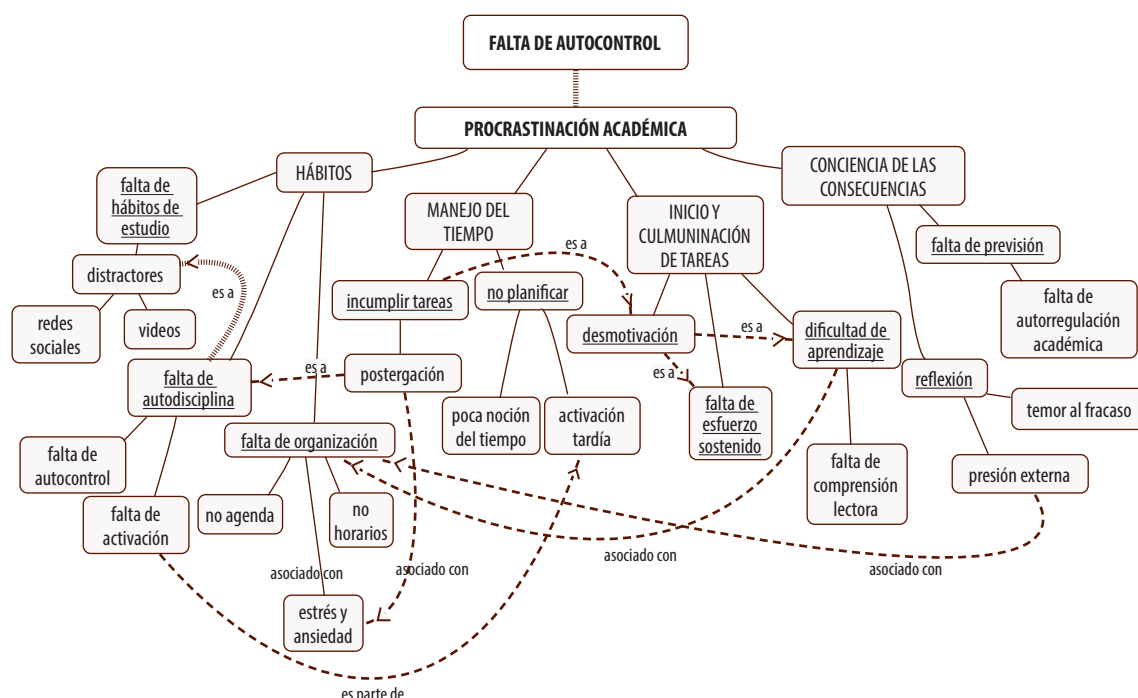 FALTA DE AUTOCONTROL
PROCRASTINACIÓN ACADÉMICA
HÁBITOS
falta de
hábitos de
estudio
distractores
redes
sociales
videos
es a
falta de
autodisciplina
falta de
autocontrol
falta de
activación
falta de organización
no agenda
no
horarios
asociado con
estrés y
ansiedad
MANEJO DEL
TIEMPO
incumplir tareas
no planificar
es a
postergación
es a
poca noción
del tiempo
activación
tardía
asociado con
es parte de
INICIO Y
CULMUNINACIÓN
DE TAREAS
desmotivación
es a
es a
falta de
esfuerzo
sostenido
dificultad de
aprendizaje
falta de
comprensión
lectora
asociado con
CONCIENCIA DE LAS
CONSECUENCIAS
falta de previsión
falta de
autorregulación
académica
reflexión
temor al fracaso
presión externa
asociado con